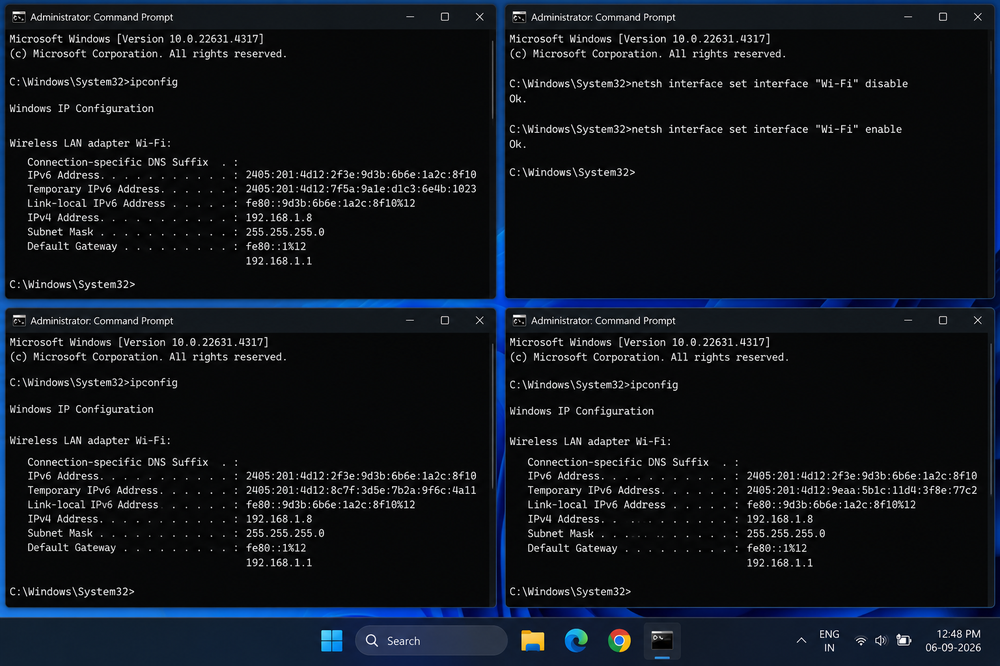 Administrator: Command Prompt
Microsoft Windows [Version 10.0.22631.4317]
(c) Microsoft Corporation. All rights reserved.
C:\Windows\System32>ipconfig
Windows IP Configuration
Wireless LAN adapter Wi-Fi:
Connection-specific DNS Suffix . :
IPv6 Address. . . . . . . . . . . : 2405:201:4d12:2f3e:9d3b:6b6e:1a2c:8f10
Temporary IPv6 Address. . . . . . : 2405:201:4d12:7f5a:9a1e:d1c3:6e4b:1023
Link-local IPv6 Address . . . . . : fe80::9d3b:6b6e:1a2c:8f10%12
IPv4 Address. . . . . . . . . . . : 192.168.1.8
Subnet Mask . . . . . . . . . . . : 255.255.255.0
Default Gateway . . . . . . . . . : fe80::1%12
192.168.1.1
C:\Windows\System32>
Administrator: Command Prompt
Microsoft Windows [Version 10.0.22631.4317]
(c) Microsoft Corporation. All rights reserved.
C:\Windows\System32>netsh interface set interface "Wi-Fi" disable
Ok.
C:\Windows\System32>netsh interface set interface "Wi-Fi" enable
Ok.
C:\Windows\System32>
Administrator: Command Prompt
Microsoft Windows [Version 10.0.22631.4317]
(c) Microsoft Corporation. All rights reserved.
C:\Windows\System32>ipconfig
Windows IP Configuration
Wireless LAN adapter Wi-Fi:
Connection-specific DNS Suffix . :
IPv6 Address. . . . . . . . . . . : 2405:201:4d12:2f3e:9d3b:6b6e:1a2c:8f10
Temporary IPv6 Address. . . . . . : 2405:201:4d12:8c7f:3d5e:7b2a:9f6c:4a11
Link-local IPv6 Address . . . . . : fe80::9d3b:6b6e:1a2c:8f10%12
IPv4 Address. . . . . . . . . . . : 192.168.1.8
Subnet Mask . . . . . . . . . . . : 255.255.255.0
Default Gateway . . . . . . . . . : fe80::1%12
192.168.1.1
C:\Windows\System32>
Administrator: Command Prompt
Microsoft Windows [Version 10.0.22631.4317]
(c) Microsoft Corporation. All rights reserved.
C:\Windows\System32>ipconfig
Windows IP Configuration
Wireless LAN adapter Wi-Fi:
Connection-specific DNS Suffix . :
IPv6 Address. . . . . . . . . . . : 2405:201:4d12:2f3e:9d3b:6b6e:1a2c:8f10
Temporary IPv6 Address. . . . . . : 2405:201:4d12:9eaa:5b1c:11d4:3f8e:77c2
Link-local IPv6 Address . . . . . : fe80::9d3b:6b6e:1a2c:8f10%12
IPv4 Address. . . . . . . . . . . : 192.168.1.8
Subnet Mask . . . . . . . . . . . : 255.255.255.0
Default Gateway . . . . . . . . . : fe80::1%12
192.168.1.1
C:\Windows\System32>
Search
ENG
IN
12:48 PM
06-09-2026